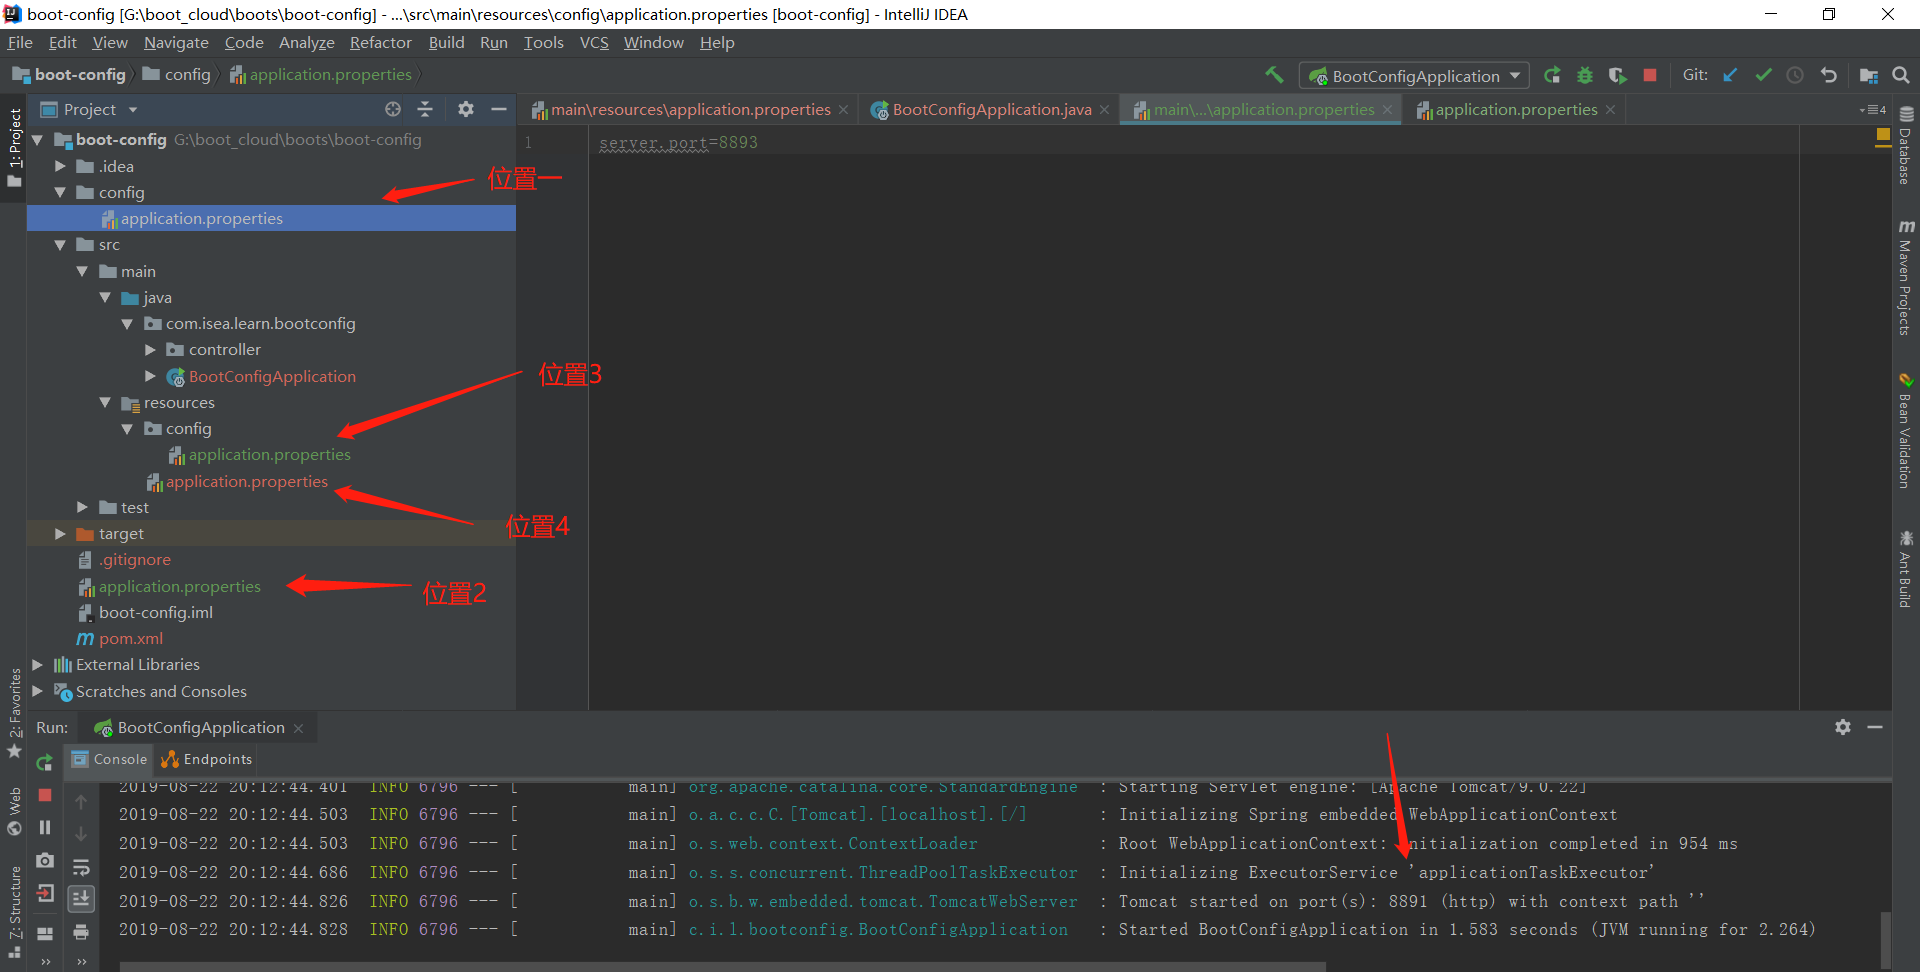 boot-config [G:\boot_cloud\boots\boot-config] - ...\src\main\resources\config\application.properties [boot-config] - IntelliJ IDEA
File Edit View Navigate Code Analyze Refactor Build Run Tools VCS Window Help
boot-config config application.properties
BootConfigApplication
Git:
1: Project
Project
main\resources\application.properties
BootConfigApplication.java
main\...\application.properties
application.properties
4
boot-config G:\boot_cloud\boots\boot-config
1 server.port=8893
.idea
config
位置一
application.properties
src
main
java
com.isea.learn.bootconfig
controller
位置3
BootConfigApplication
resources
config
application.properties
application.properties
test
位置4
target
.gitignore
application.properties
位置2
boot-config.iml
pom.xml
External Libraries
Scratches and Consoles
Database
Maven Projects
Bean Validation
Ant Build
2: Favorites
Web
Z: Structure
Run: BootConfigApplication
Console Endpoints
2019-08-22 20:12:44.401 INFO 6796 --- [ main] org.apache.catalina.core.StandardEngine : Starting Servlet engine: [Apache Tomcat/9.0.22]
2019-08-22 20:12:44.503 INFO 6796 --- [ main] o.a.c.c.C.[Tomcat].[localhost].[/] : Initializing Spring embedded WebApplicationContext
2019-08-22 20:12:44.503 INFO 6796 --- [ main] o.s.web.context.ContextLoader : Root WebApplicationContext: initialization completed in 954 ms
2019-08-22 20:12:44.686 INFO 6796 --- [ main] o.s.s.concurrent.ThreadPoolTaskExecutor : Initializing ExecutorService 'applicationTaskExecutor'
2019-08-22 20:12:44.826 INFO 6796 --- [ main] o.s.b.w.embedded.tomcat.TomcatWebServer : Tomcat started on port(s): 8891 (http) with context path ''
2019-08-22 20:12:44.828 INFO 6796 --- [ main] c.i.l.bootconfig.BootConfigApplication : Started BootConfigApplication in 1.583 seconds (JVM running for 2.264)